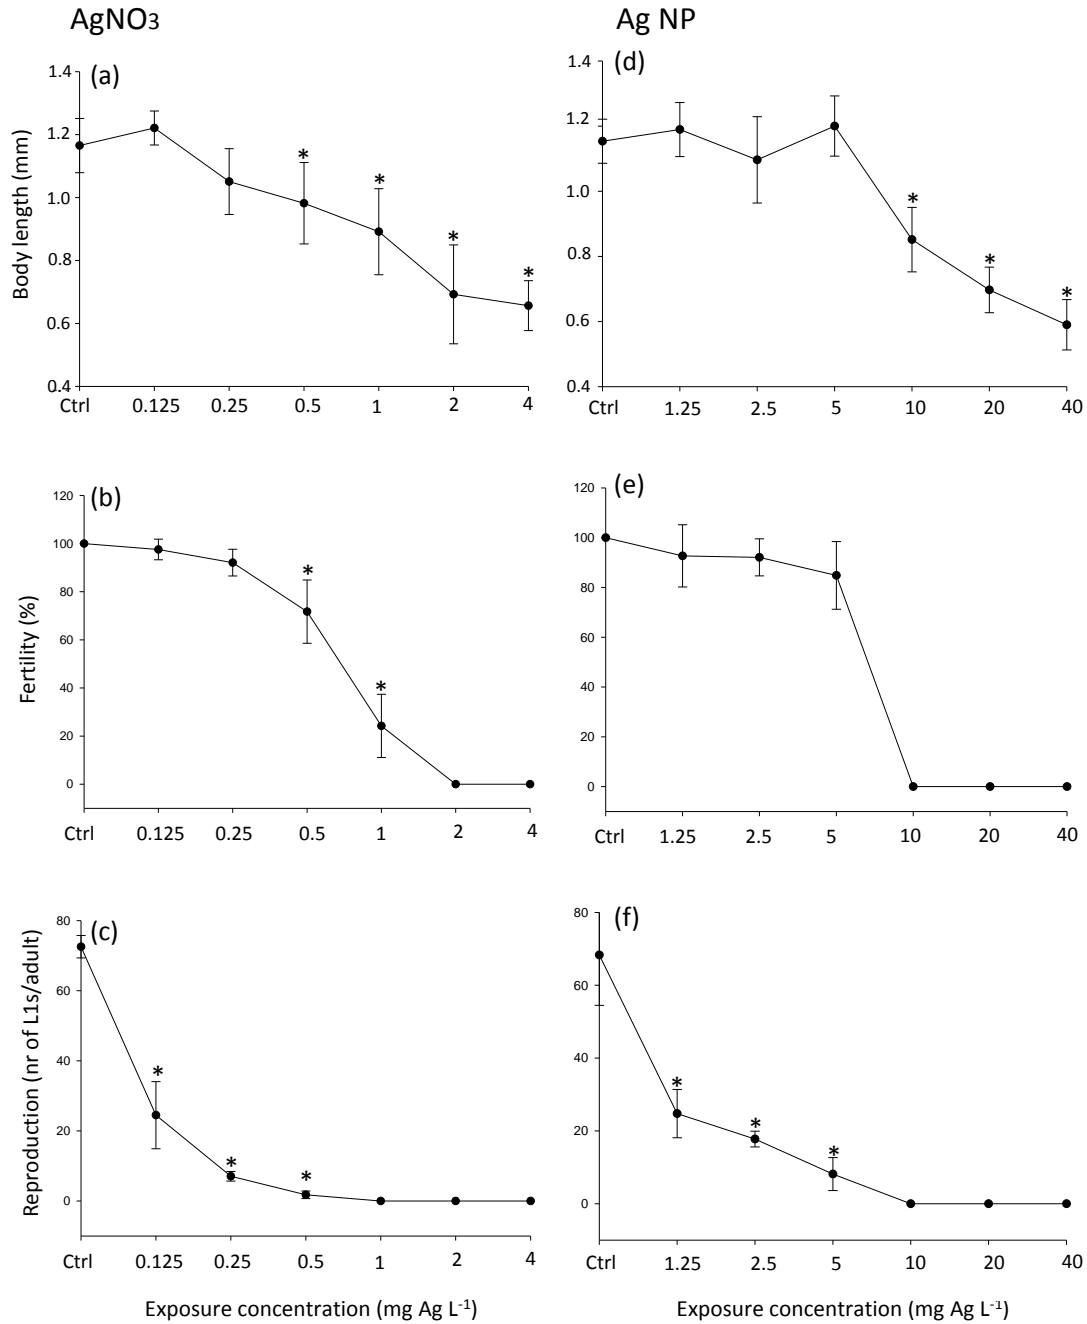 AgNO3
Ag NP
(a)
Body length (mm)
1.4
1.2
1.0
0.8
0.6
0.4
* * * *
Ctrl 0.125 0.25 0.5 1 2 4
(d)
1.4
1.2
1.0
0.8
0.6
0.4
* * *
Ctrl 1.25 2.5 5 10 20 40
(b)
Fertility (%)
120
100
80
60
40
20
0
* *
Ctrl 0.125 0.25 0.5 1 2 4
(e)
120
100
80
60
40
20
0
Ctrl 1.25 2.5 5 10 20 40
(c)
Reproduction (nr of L1s/adult)
80
60
40
20
0
* * *
Ctrl 0.125 0.25 0.5 1 2 4
Exposure concentration (mg Ag L-1)
(f)
80
60
40
20
0
* * *
Ctrl 1.25 2.5 5 10 20 40
Exposure concentration (mg Ag L-1)